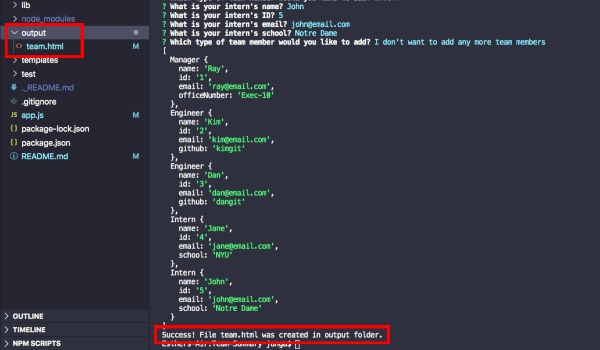 lib
node_modules
output
team.html M
templates
test
._README.md
.gitignore
app.js M
package-lock.json
package.json
README.md M
OUTLINE
TIMELINE
NPM SCRIPTS
? What is your intern's name? John
? What is your intern's ID? 5
? What is your intern's email? john@email.com
? What is your intern's school? Notre Dame
? Which type of team member would you like to add? I don't want to add any more team members
[
Manager {
name: 'Ray',
id: '1',
email: 'ray@email.com',
officeNumber: 'Exec-10'
},
Engineer {
name: 'Kim',
id: '2',
email: 'kim@email.com',
github: 'kimgit'
},
Engineer {
name: 'Dan',
id: '3',
email: 'dan@email.com',
github: 'dangit'
},
Intern {
name: 'Jane',
id: '4',
email: 'jane@email.com',
school: 'NYU'
},
Intern {
name: 'John',
id: '5',
email: 'john@email.com',
school: 'Notre Dame'
}
]
Success! File team.html was created in output folder.